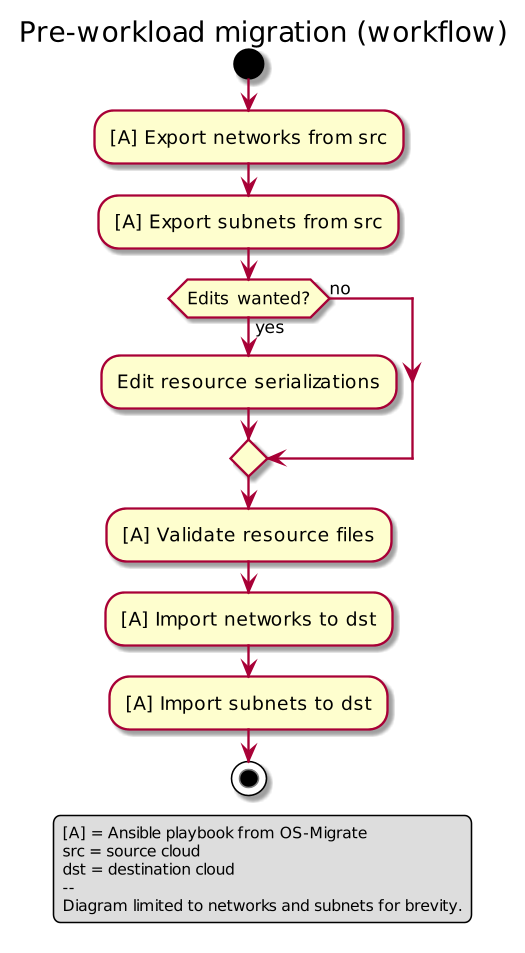 Pre-workload migration (workflow)
[A] Export networks from src
[A] Export subnets from src
Edits wanted?
no
yes
Edit resource serializations
[A] Validate resource files
[A] Import networks to dst
[A] Import subnets to dst
[A] = Ansible playbook from OS-Migrate
src = source cloud
dst = destination cloud
--
Diagram limited to networks and subnets for brevity.